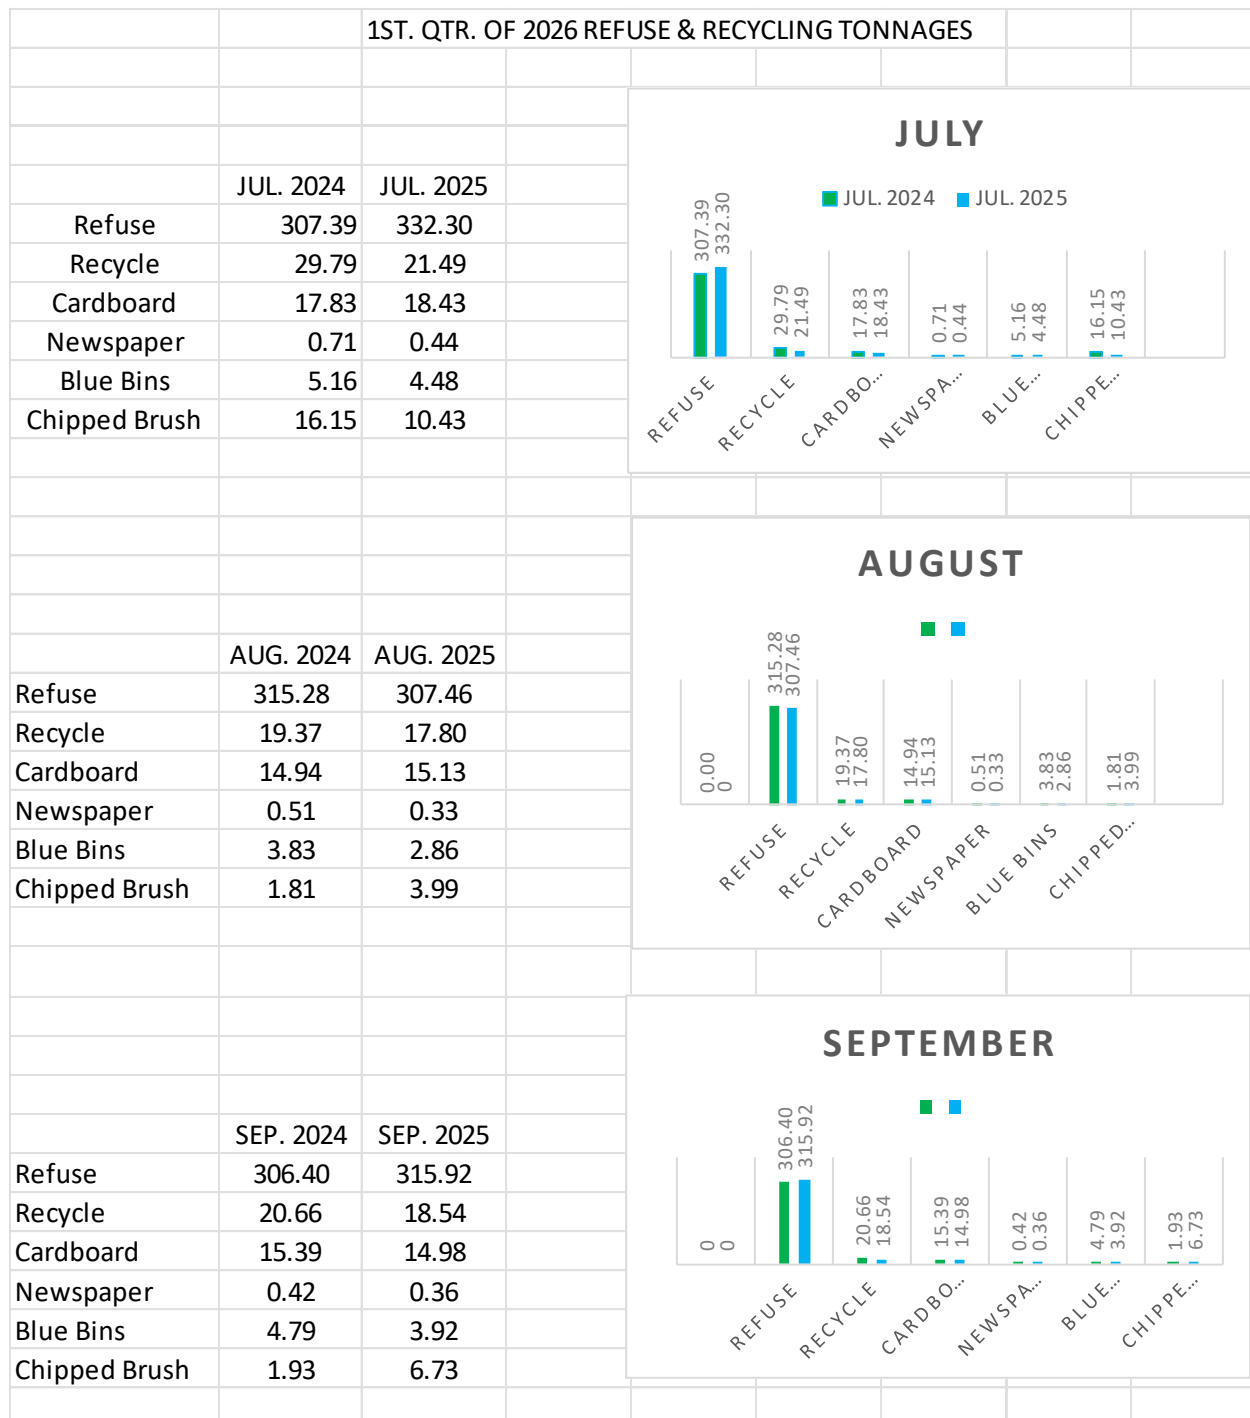 1ST. QTR. OF 2026 REFUSE & RECYCLING TONNAGES
JUL. 2024 JUL. 2025
Refuse 307.39 332.30
Recycle 29.79 21.49
Cardboard 17.83 18.43
Newspaper 0.71 0.44
Blue Bins 5.16 4.48
Chipped Brush 16.15 10.43
JULY
JUL. 2024 JUL. 2025
307.39 332.30
29.79 21.49
17.83 18.43
0.71 0.44
5.16 4.48
16.15 10.43
REFUSE
RECYCLE
CARDBO...
NEWSPA...
BLUE...
CHIPPE...
AUG. 2024 AUG. 2025
Refuse 315.28 307.46
Recycle 19.37 17.80
Cardboard 14.94 15.13
Newspaper 0.51 0.33
Blue Bins 3.83 2.86
Chipped Brush 1.81 3.99
AUGUST
0.00 0
315.28 307.46
19.37 17.80
14.94 15.13
0.51 0.33
3.83 2.86
1.81 3.99
REFUSE
RECYCLE
CARDBOARD
NEWSPAPER
BLUE BINS
CHIPPED...
SEP. 2024 SEP. 2025
Refuse 306.40 315.92
Recycle 20.66 18.54
Cardboard 15.39 14.98
Newspaper 0.42 0.36
Blue Bins 4.79 3.92
Chipped Brush 1.93 6.73
SEPTEMBER
0 0
306.40 315.92
20.66 18.54
15.39 14.98
0.42 0.36
4.79 3.92
1.93 6.73
REFUSE
RECYCLE
CARDBO...
NEWSPA...
BLUE...
CHIPPE...